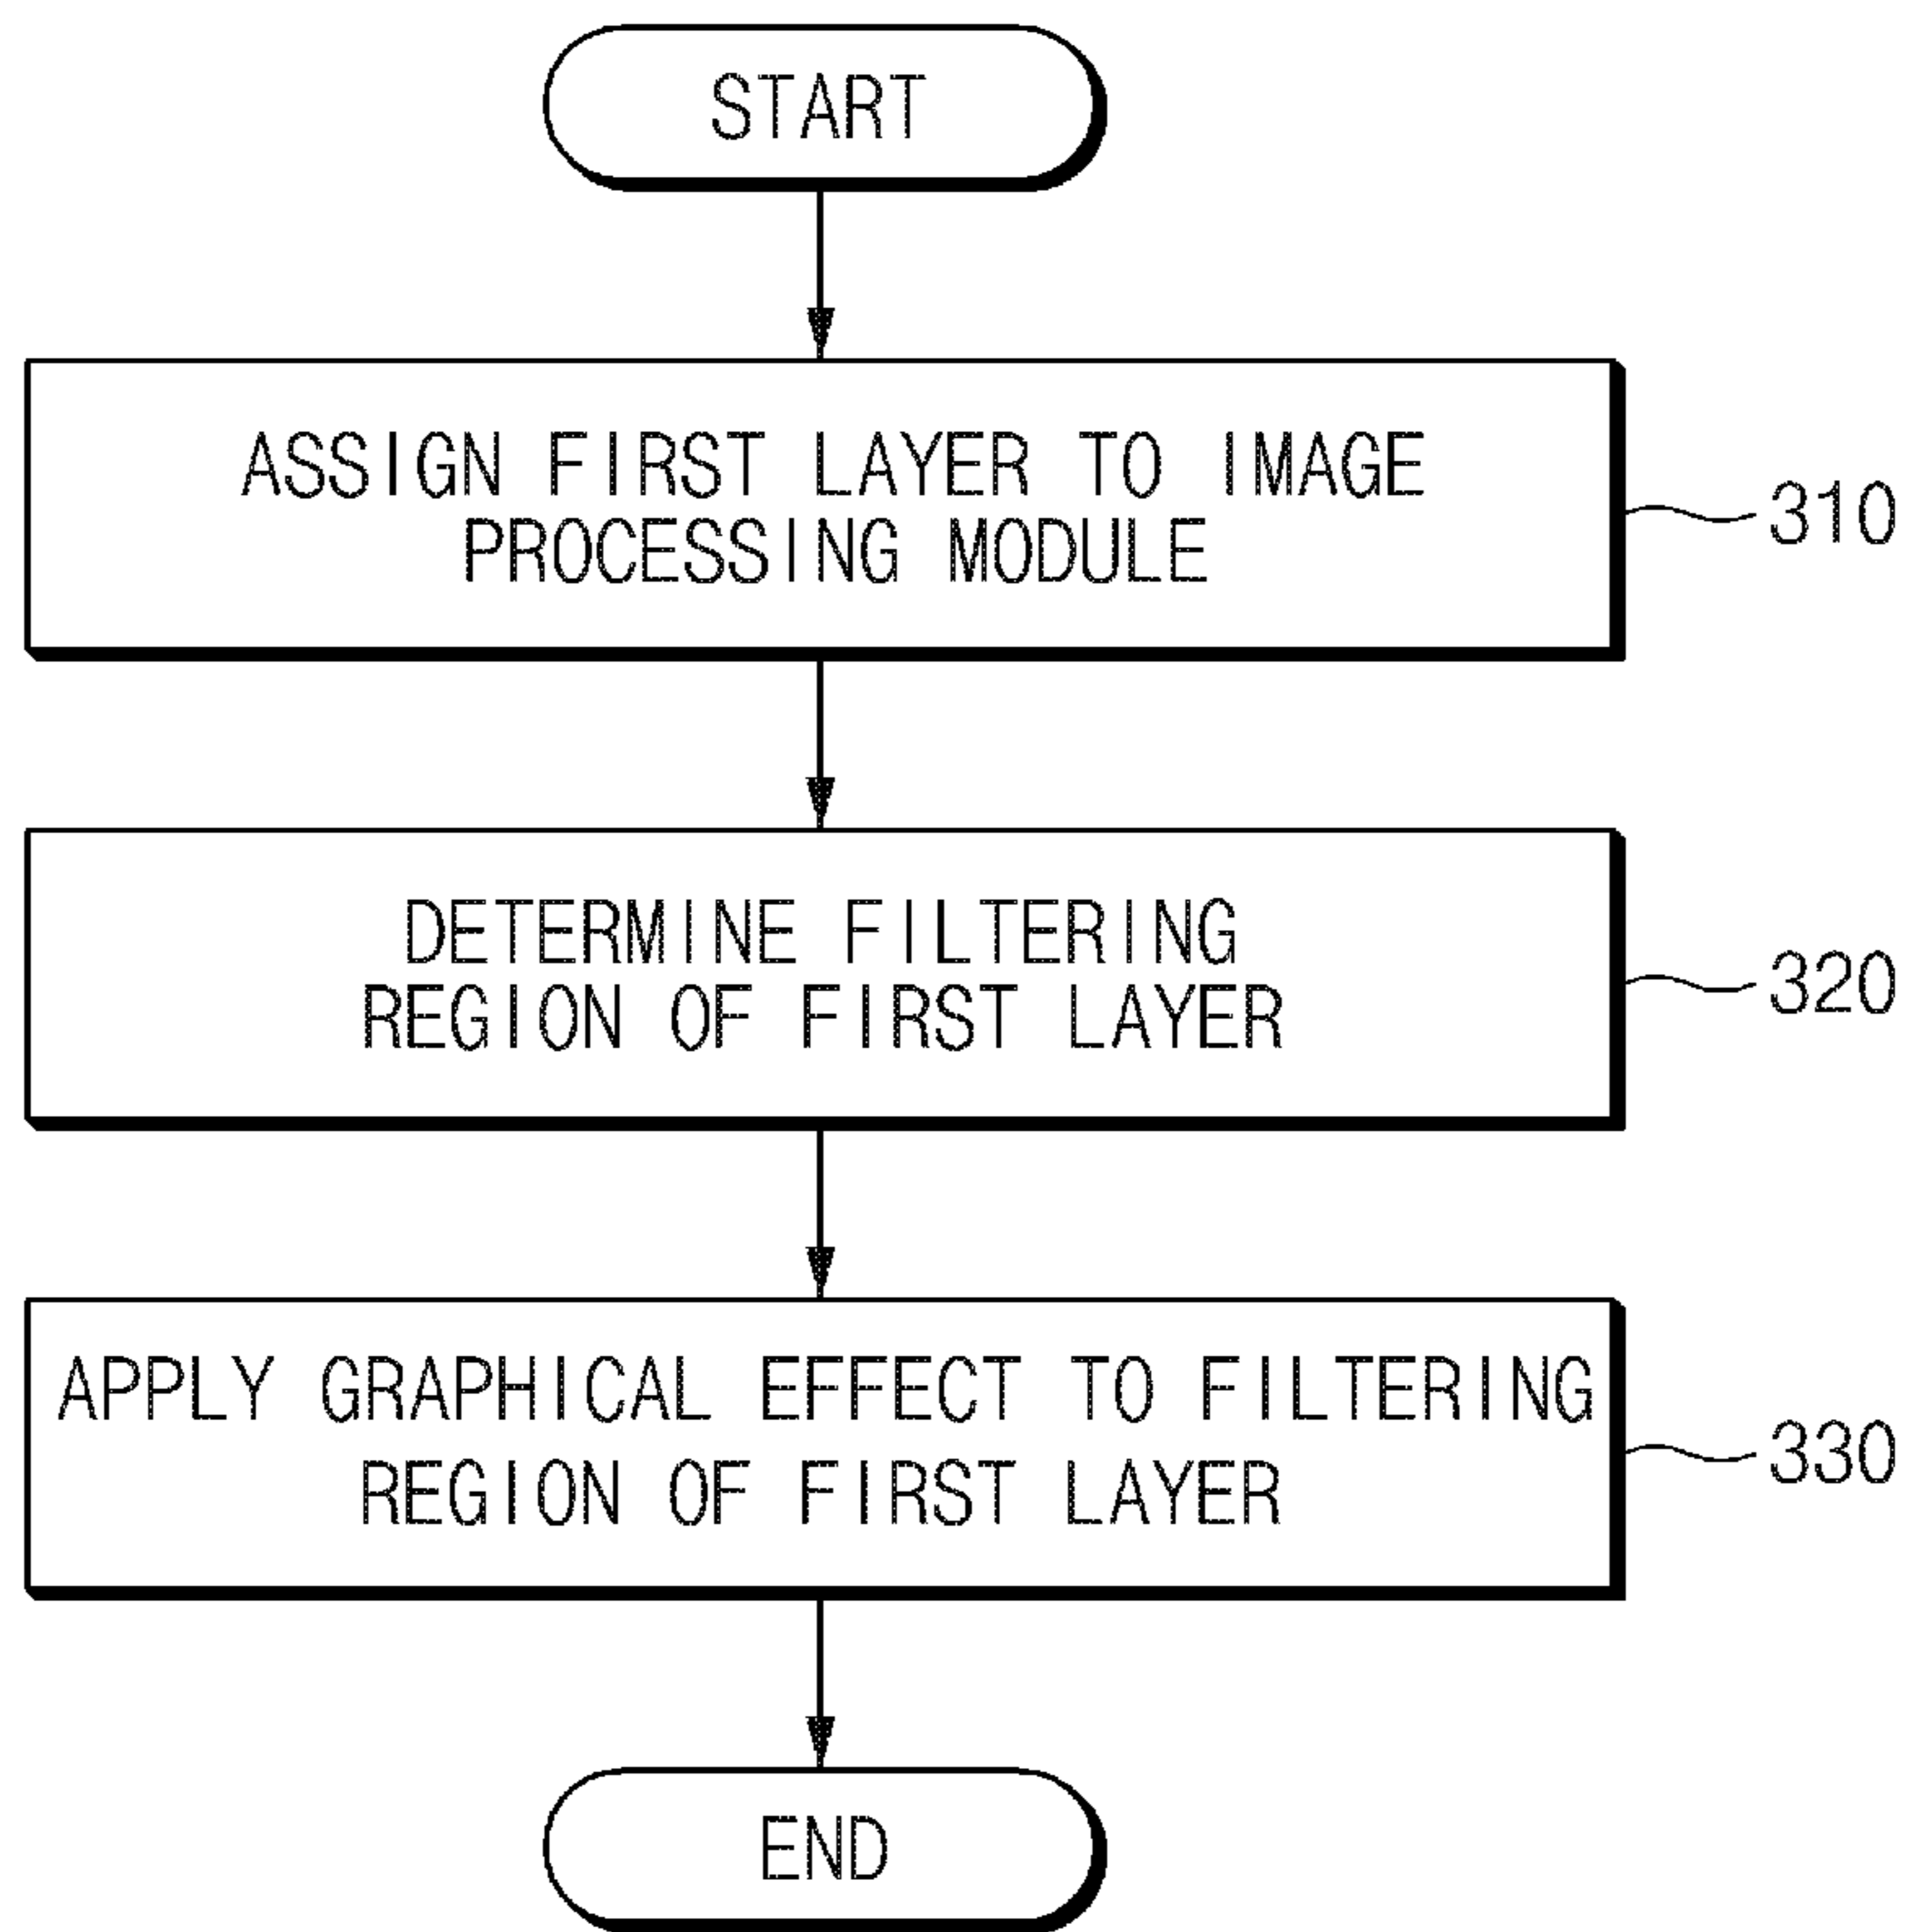 START
ASSIGN FIRST LAYER TO IMAGE
PROCESSING MODULE
310
DETERMINE FILTERING
REGION OF FIRST LAYER
320
APPLY GRAPHICAL EFFECT TO FILTERING
REGION OF FIRST LAYER
330
END